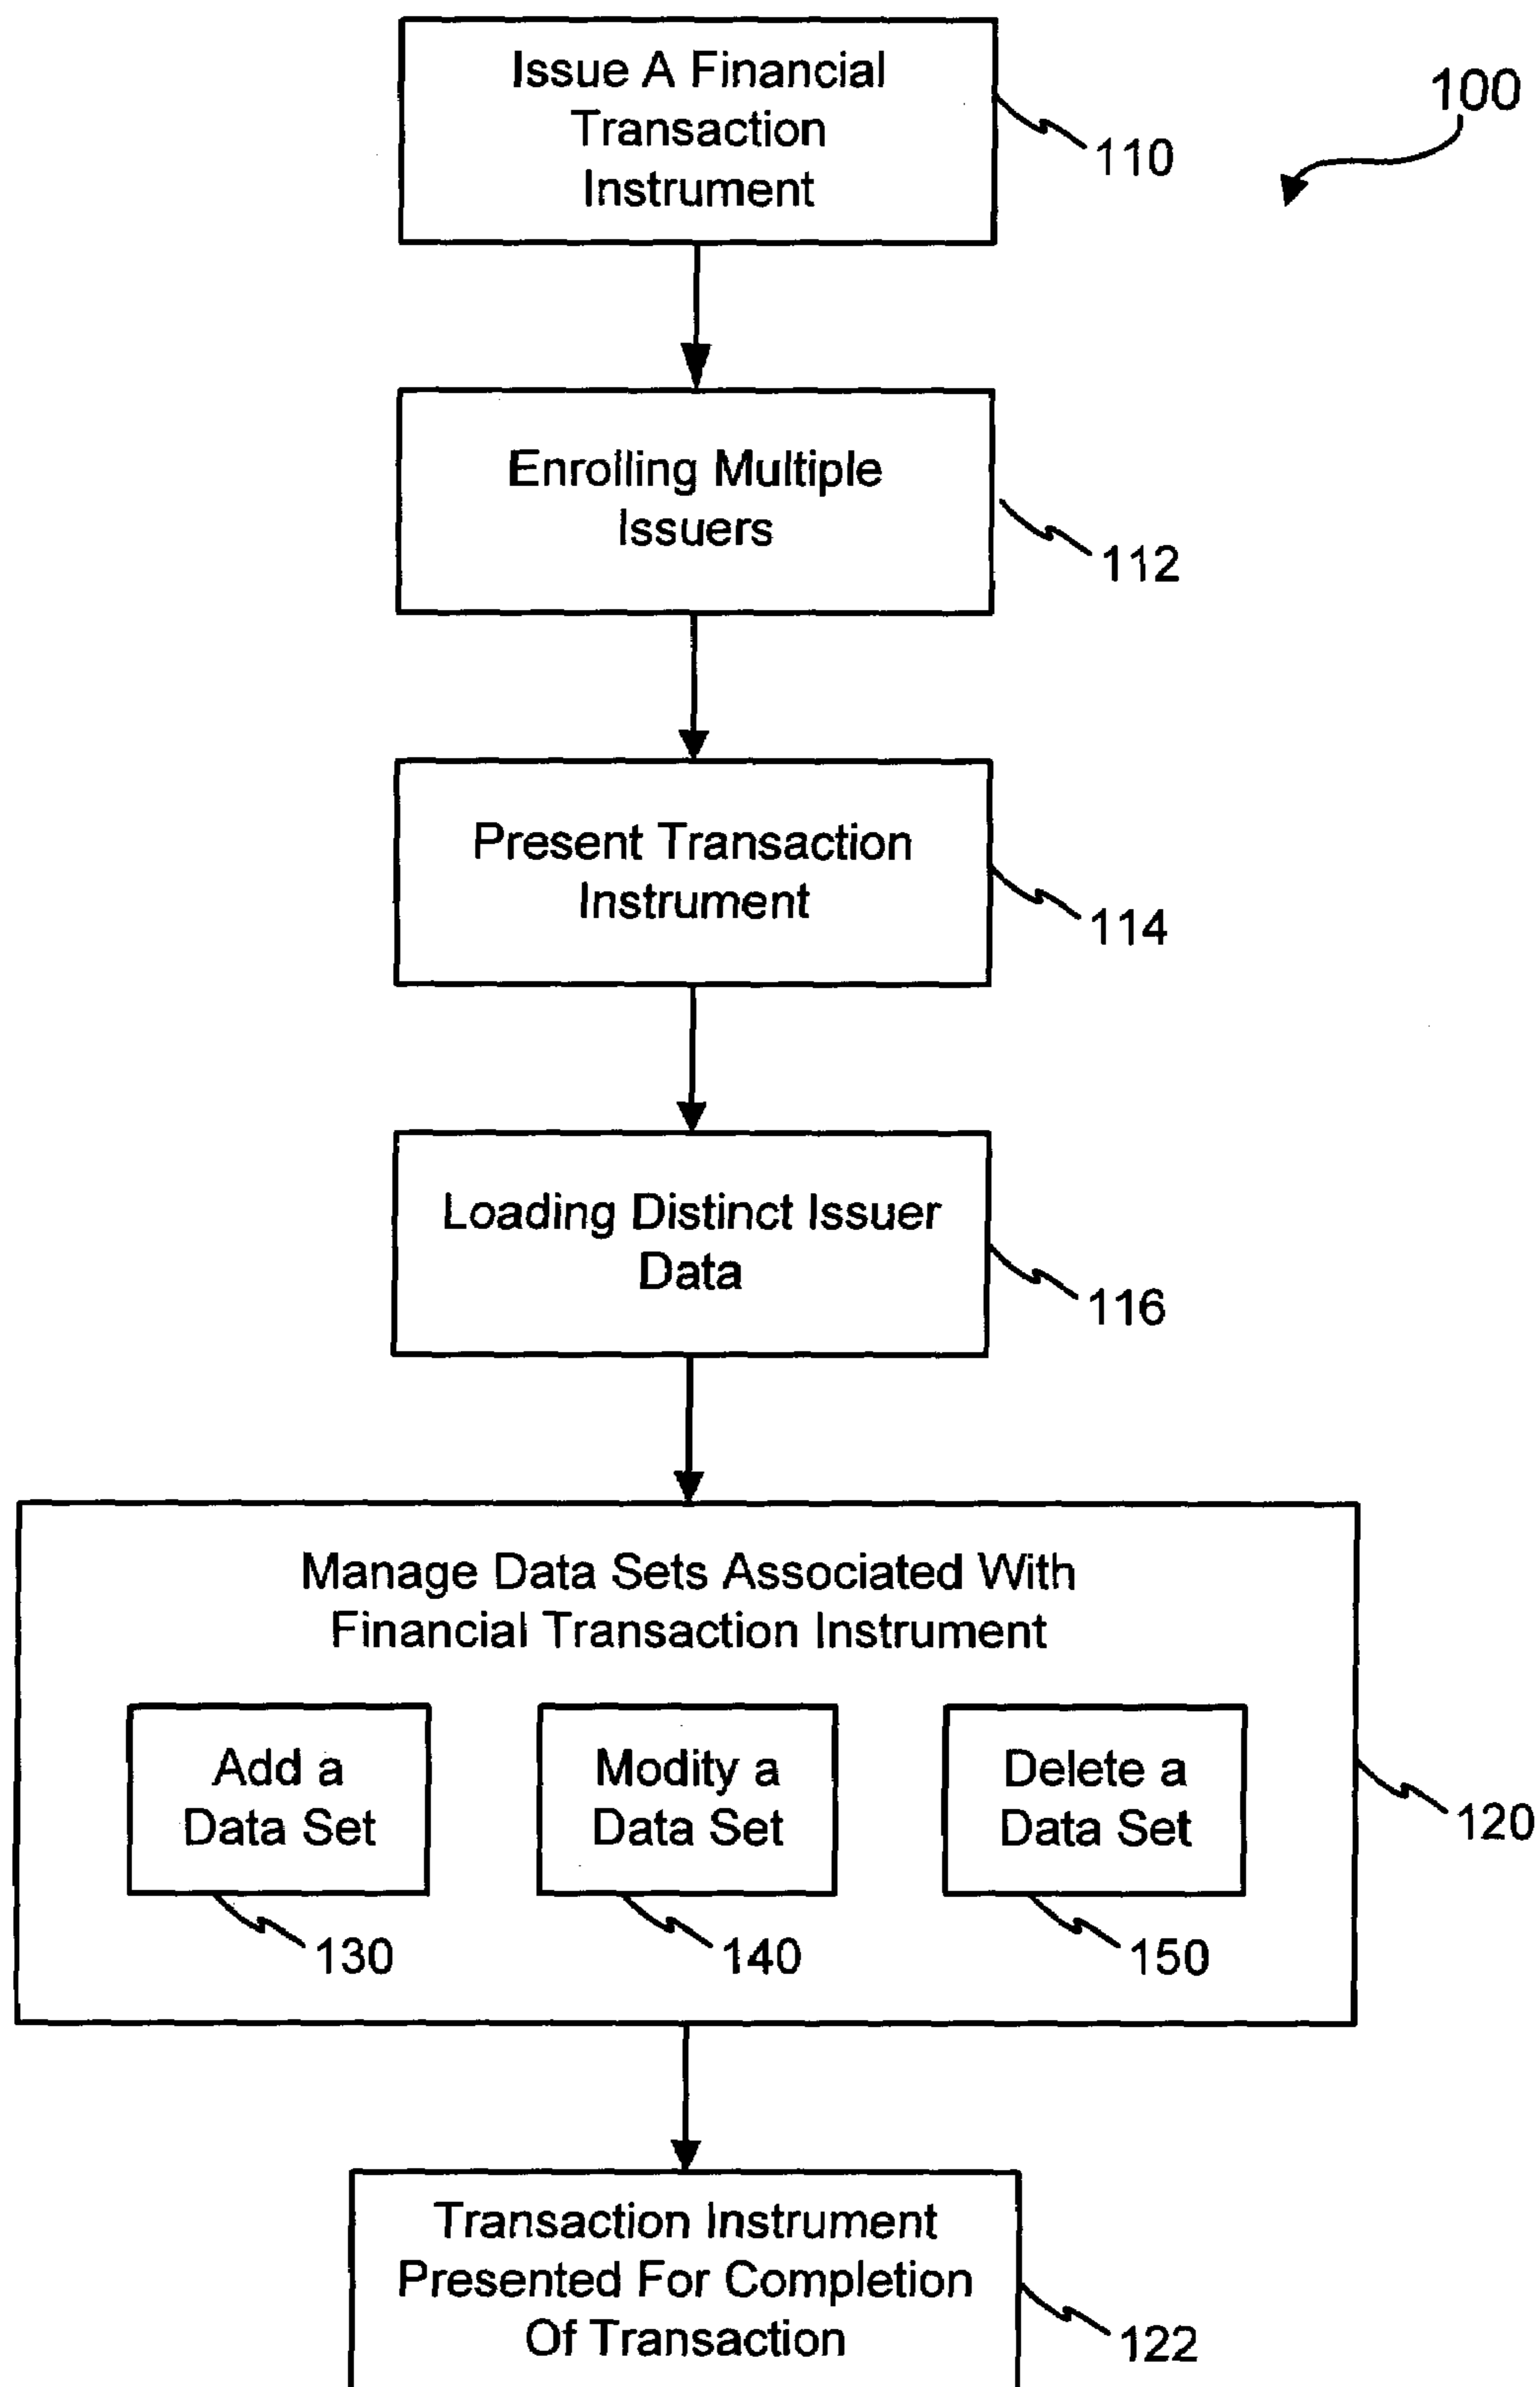 Issue A Financial
Transaction
Instrument
100
110
Enrolling Multiple
Issuers
112
Present Transaction
Instrument
114
Loading Distinct Issuer
Data
116
Manage Data Sets Associated With
Financial Transaction Instrument
Add a
Data Set
Modity a
Data Set
Delete a
Data Set
120
130
140
150
Transaction Instrument
Presented For Completion
Of Transaction
122